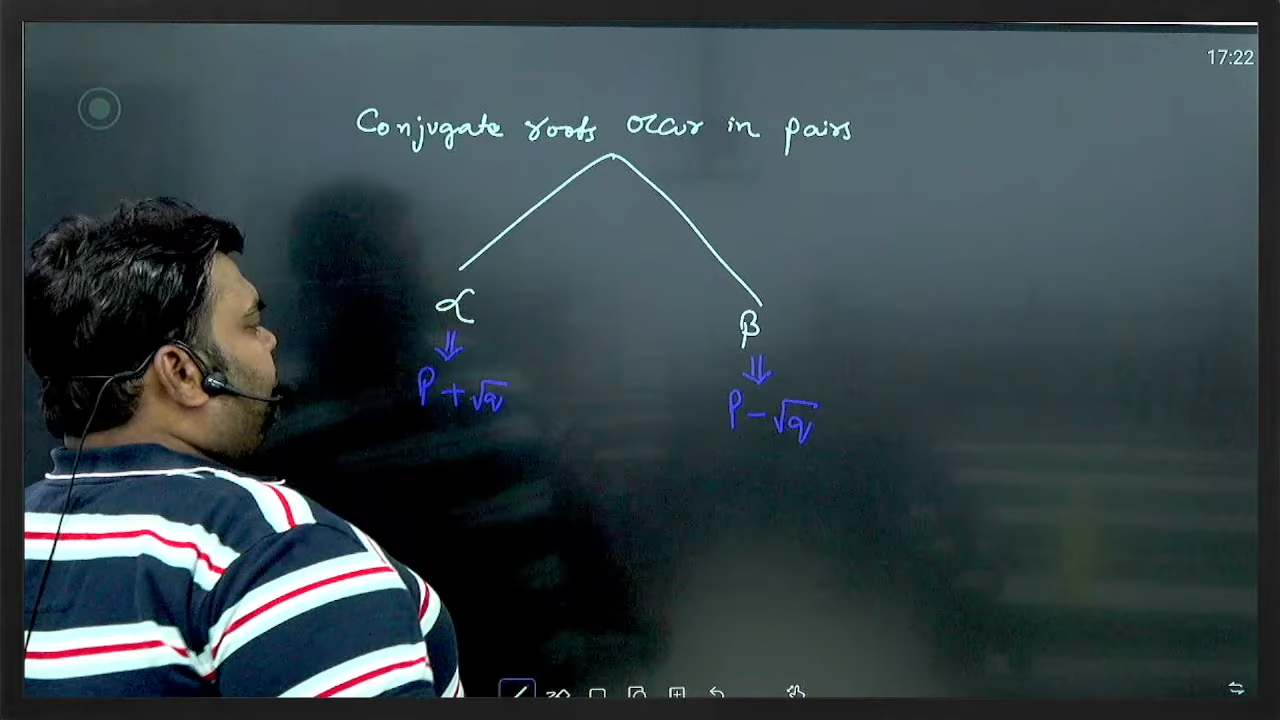 17:22
Conjugate roots occur in pairs
α β
⇓ ⇓
P + √q P - √q